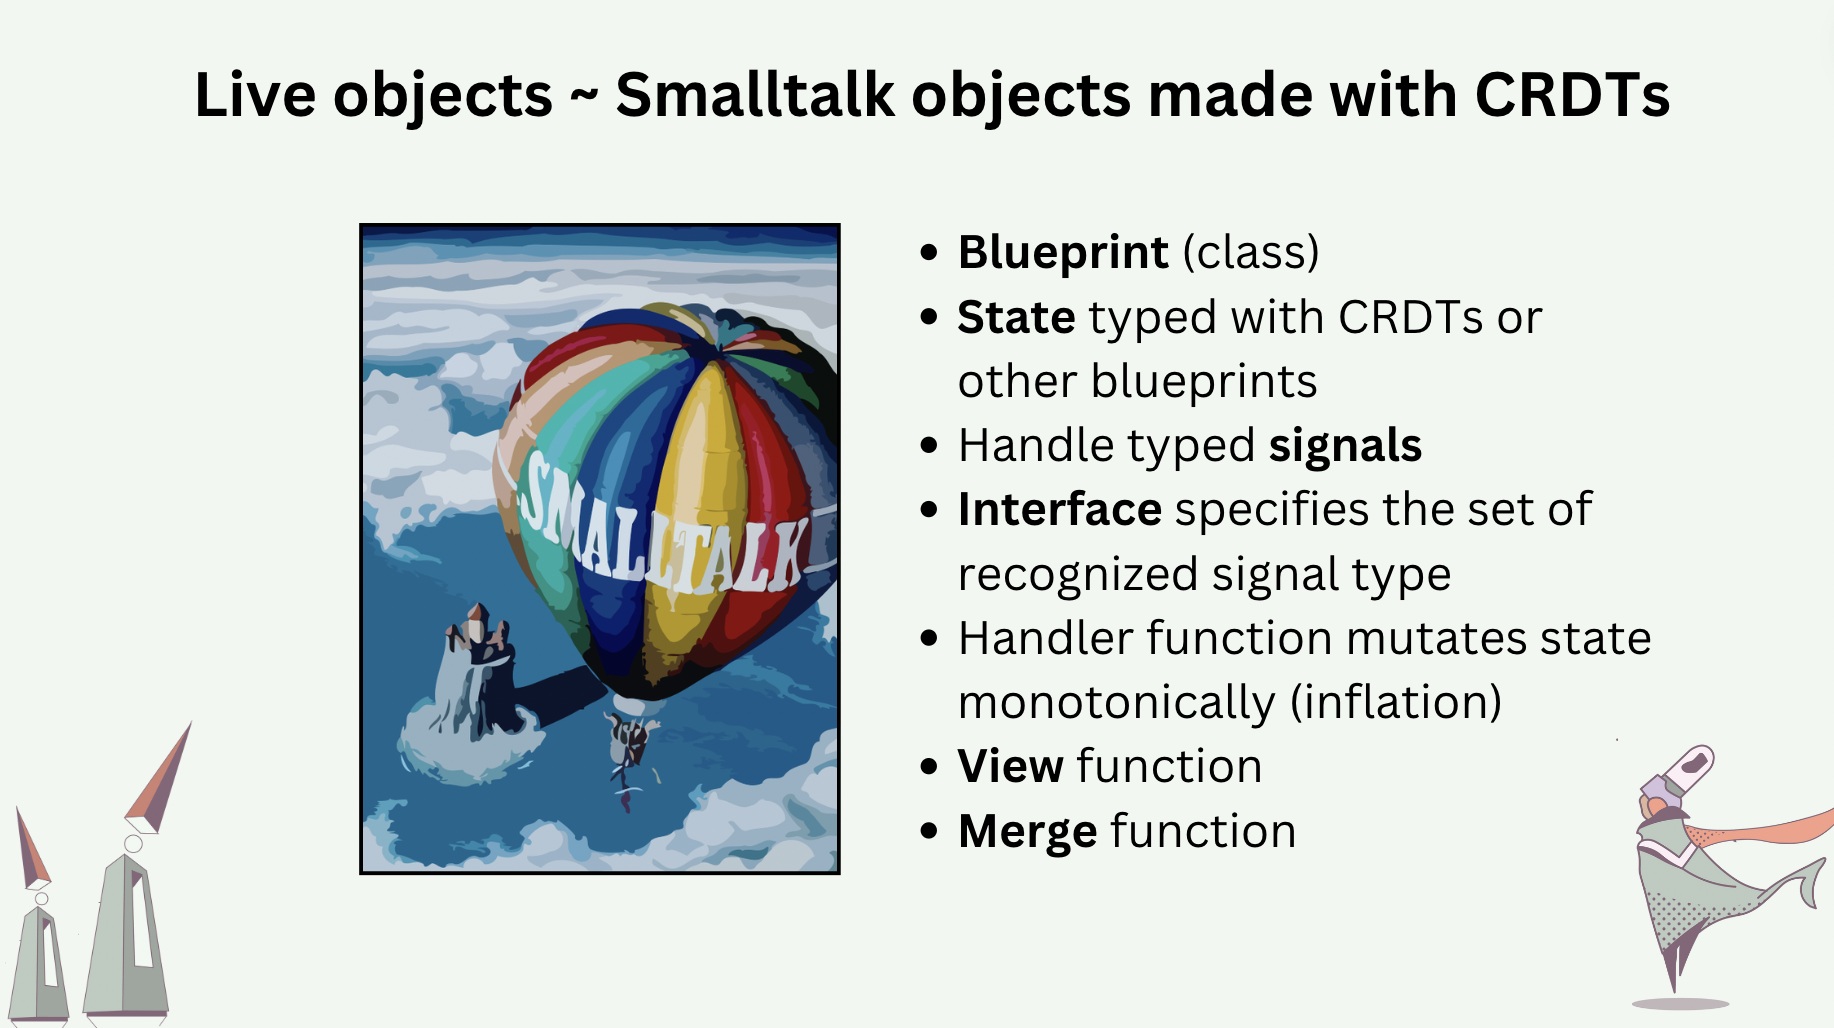 Live objects ~ Smalltalk objects made with CRDTs
SMALLTALK
• Blueprint (class)
• State typed with CRDTs or
other blueprints
• Handle typed signals
• Interface specifies the set of
recognized signal type
• Handler function mutates state
monotonically (inflation)
• View function
• Merge function